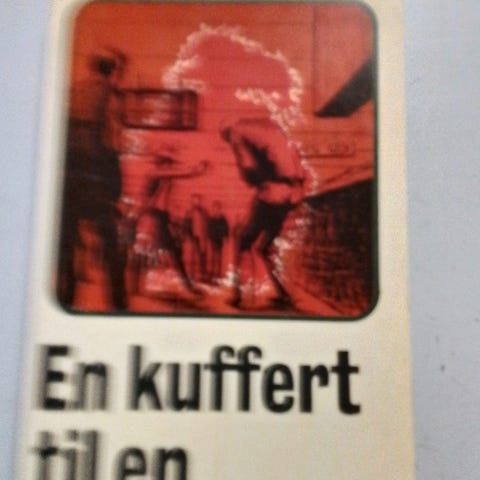 En kuffert
til en